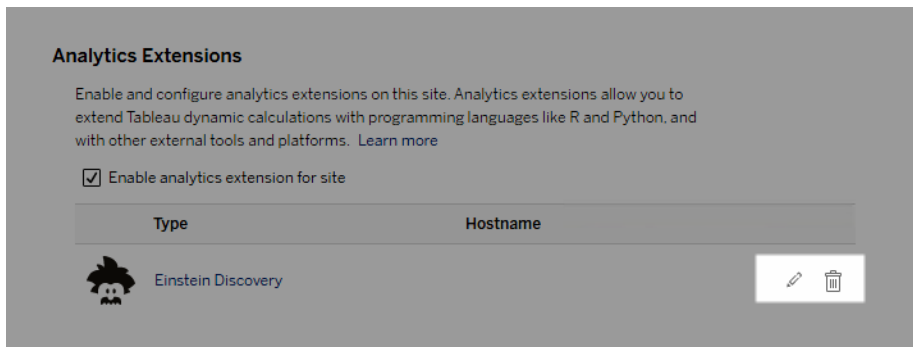 Analytics Extensions
Enable and configure analytics extensions on this site. Analytics extensions allow you to
extend Tableau dynamic calculations with programming languages like R and Python, and
with other external tools and platforms. Learn more
Enable analytics extension for site
Type Hostname
Einstein Discovery